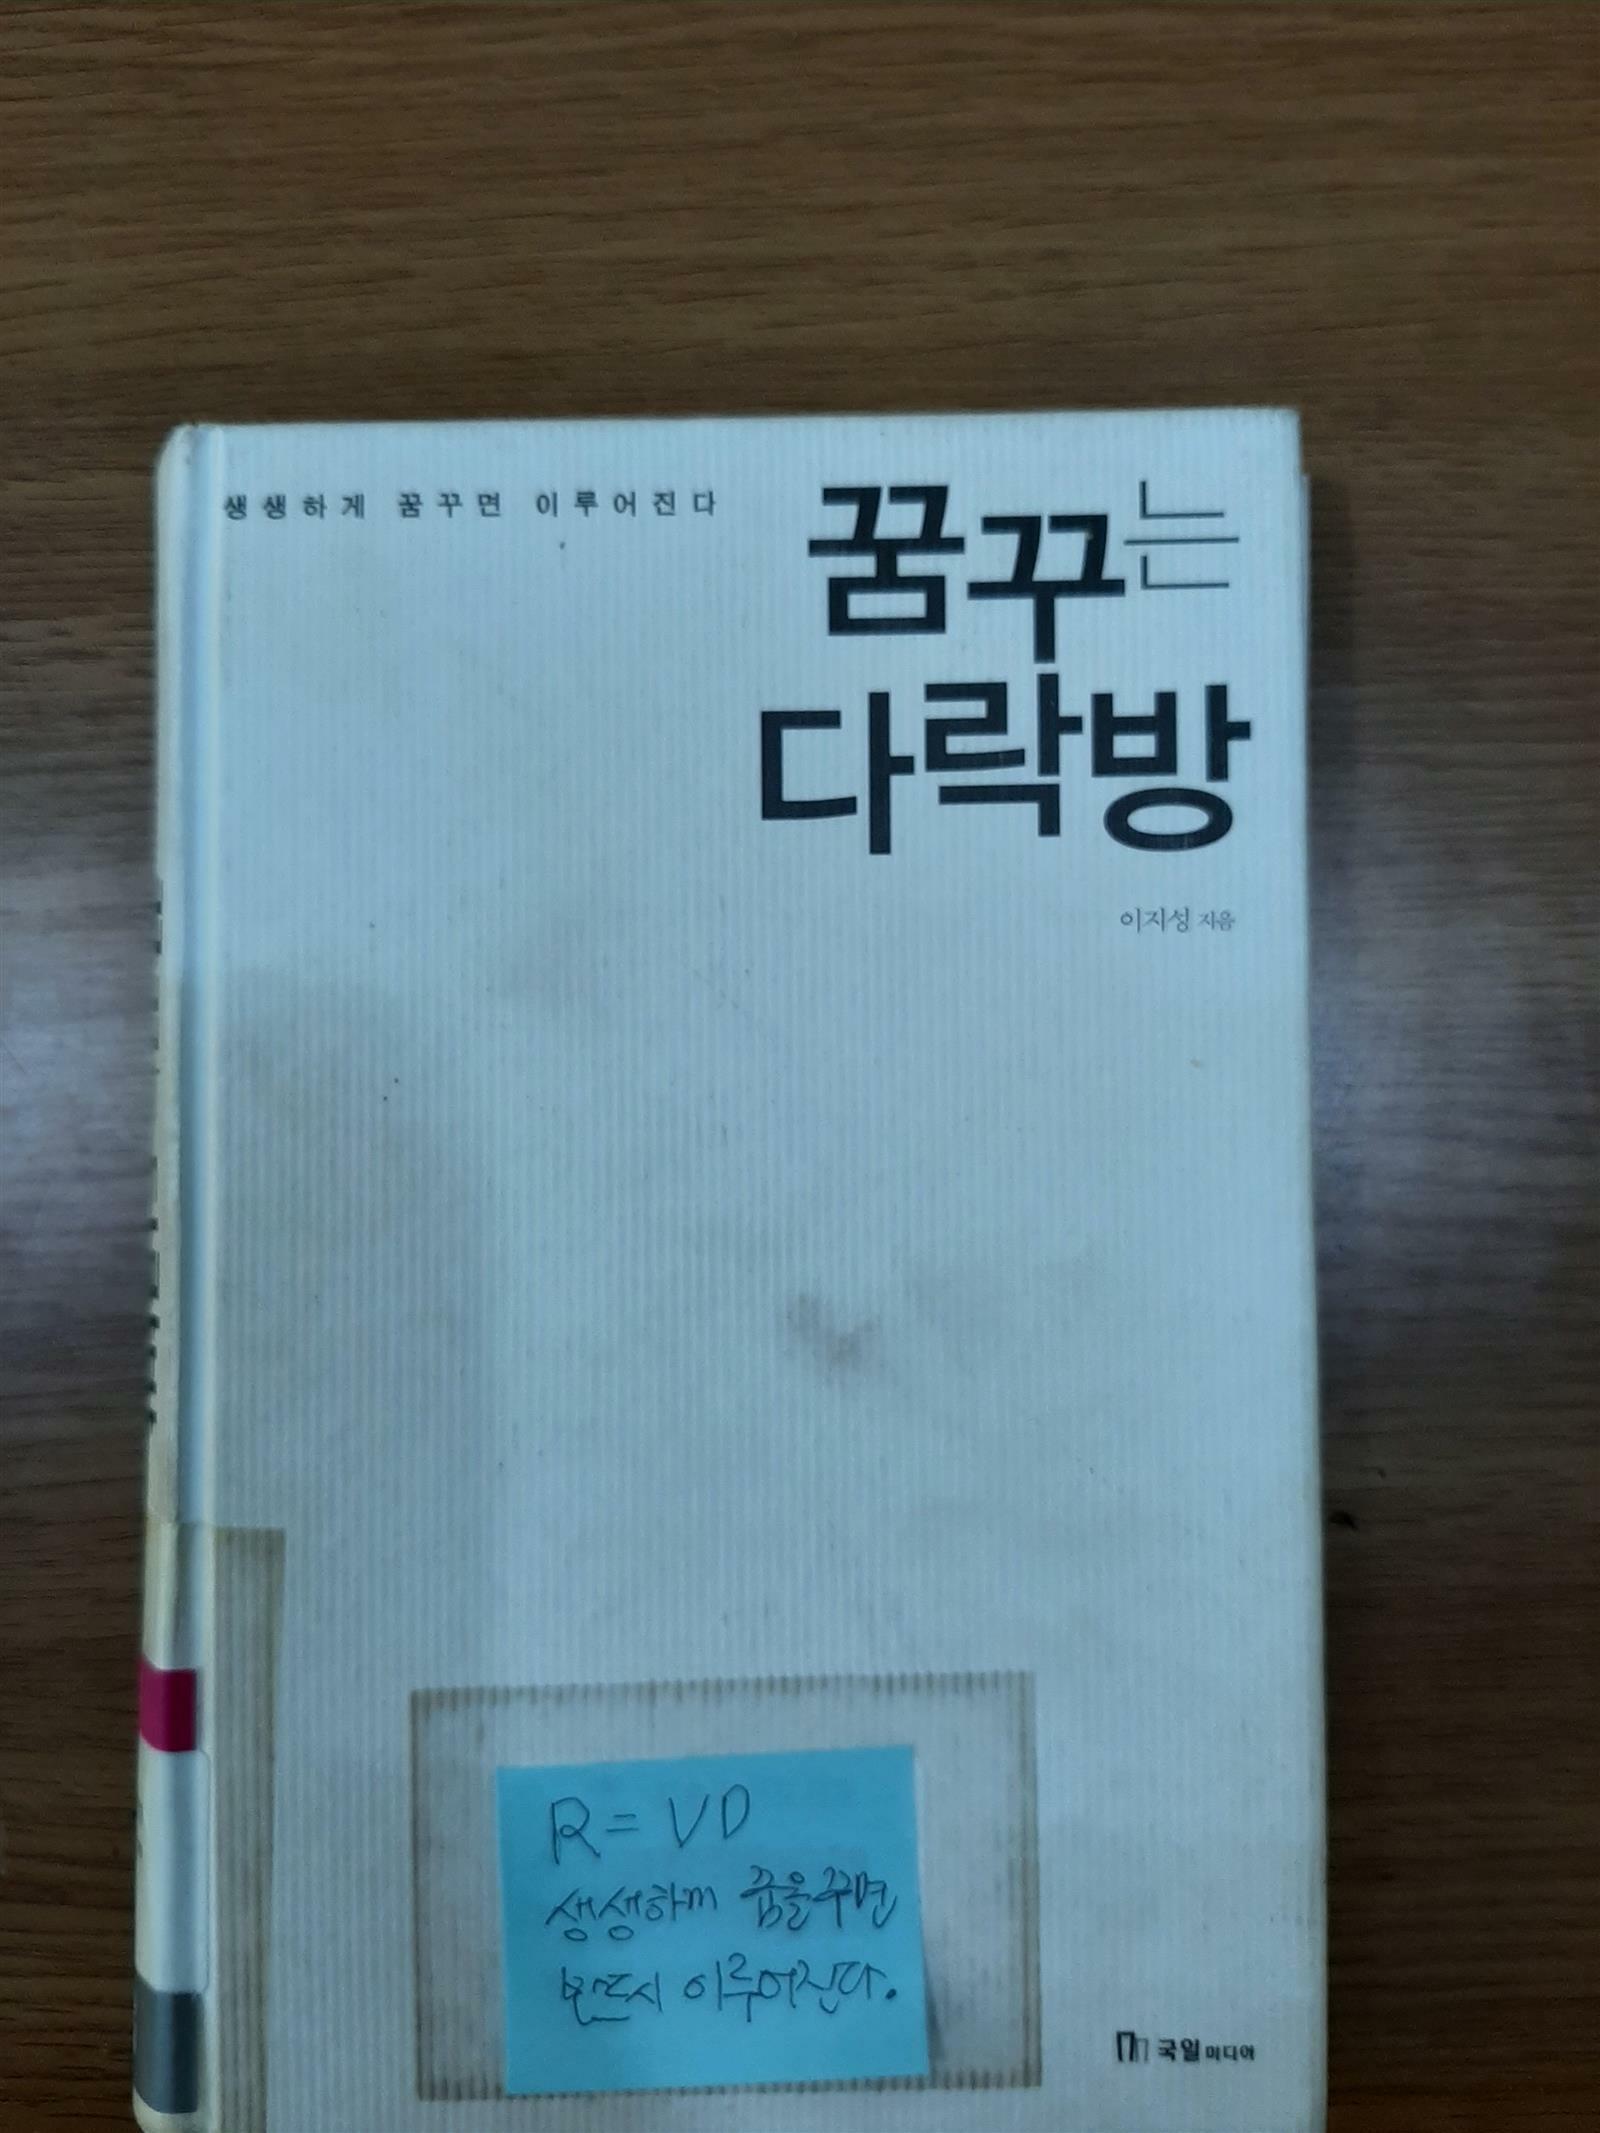 생생하게 꿈꾸면 이루어진다
꿈꾸는
다락방
이지성 지음
R = VD
생생하게 꿈을꾸면
반드시 이루어진다.
국일미디어